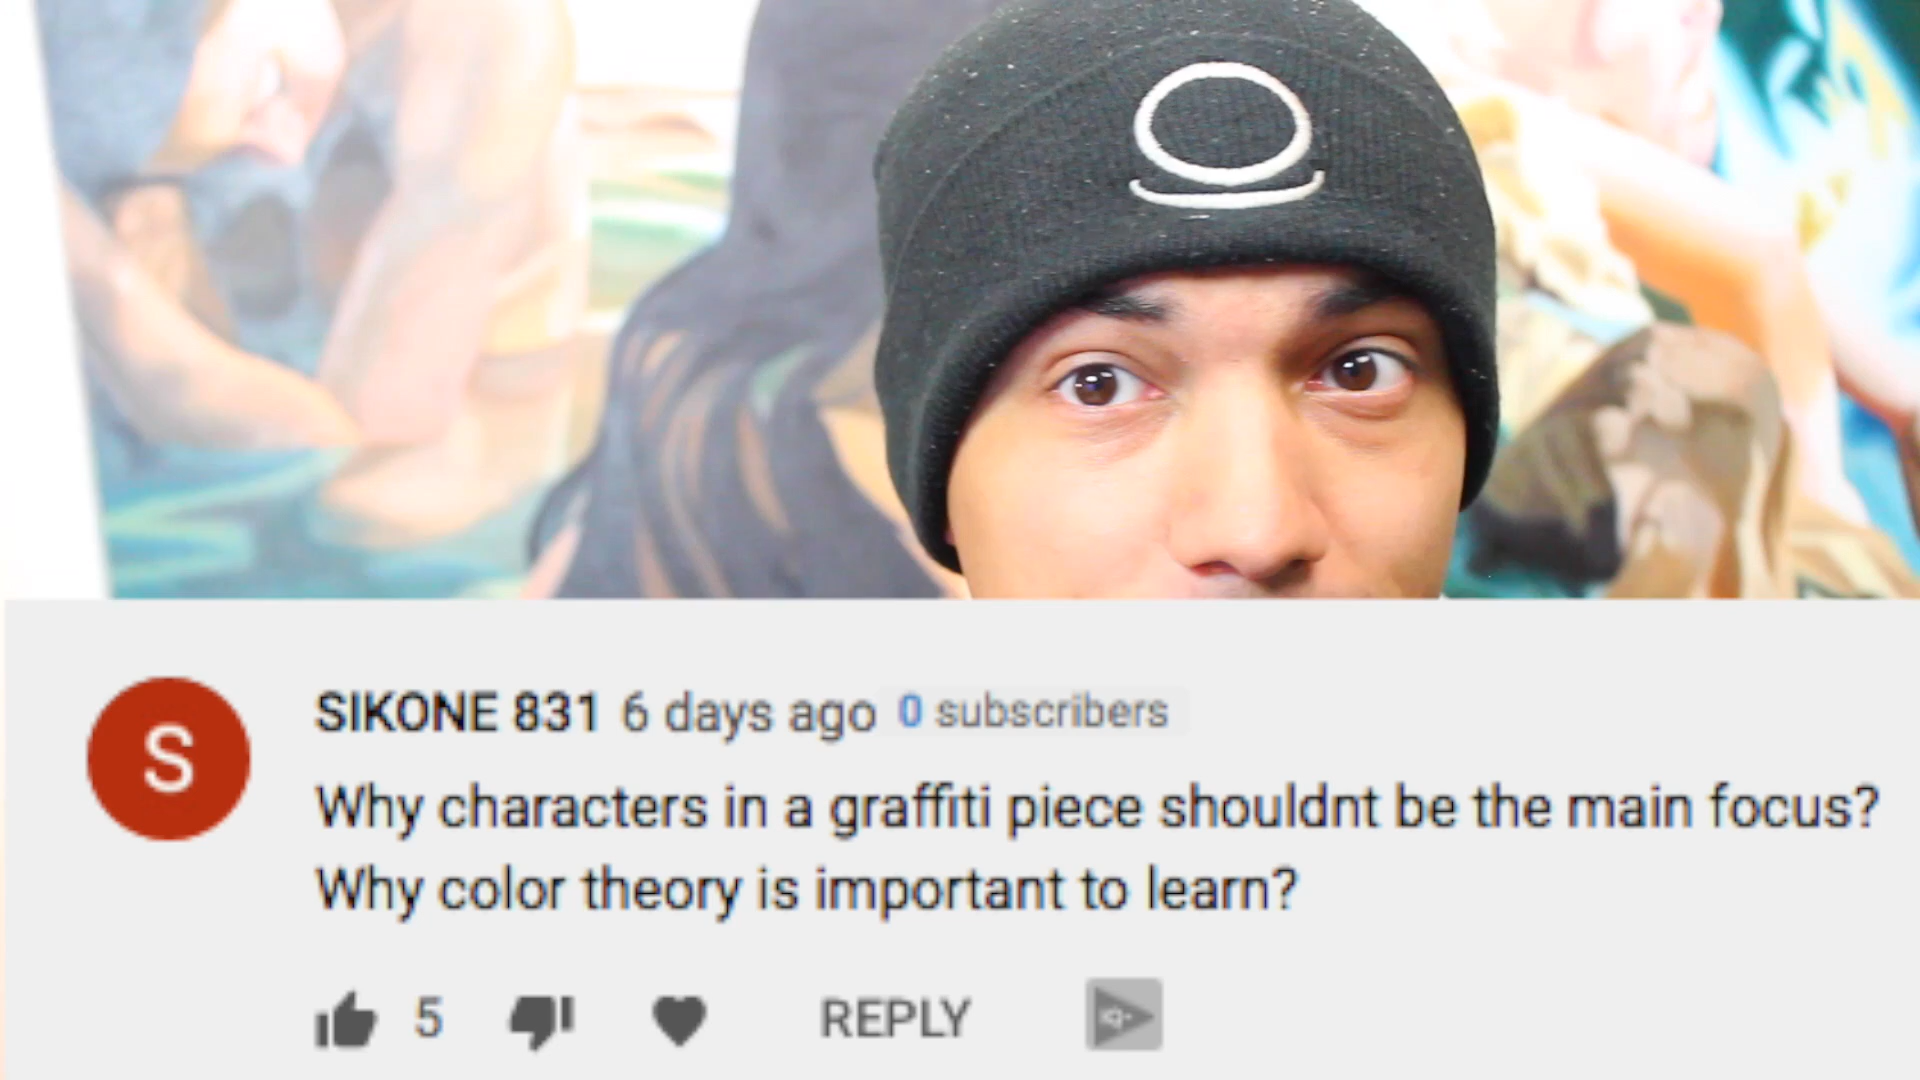 S
SIKONE 831 6 days ago 0 subscribers
Why characters in a graffiti piece shouldnt be the main focus?
Why color theory is important to learn?
5
REPLY